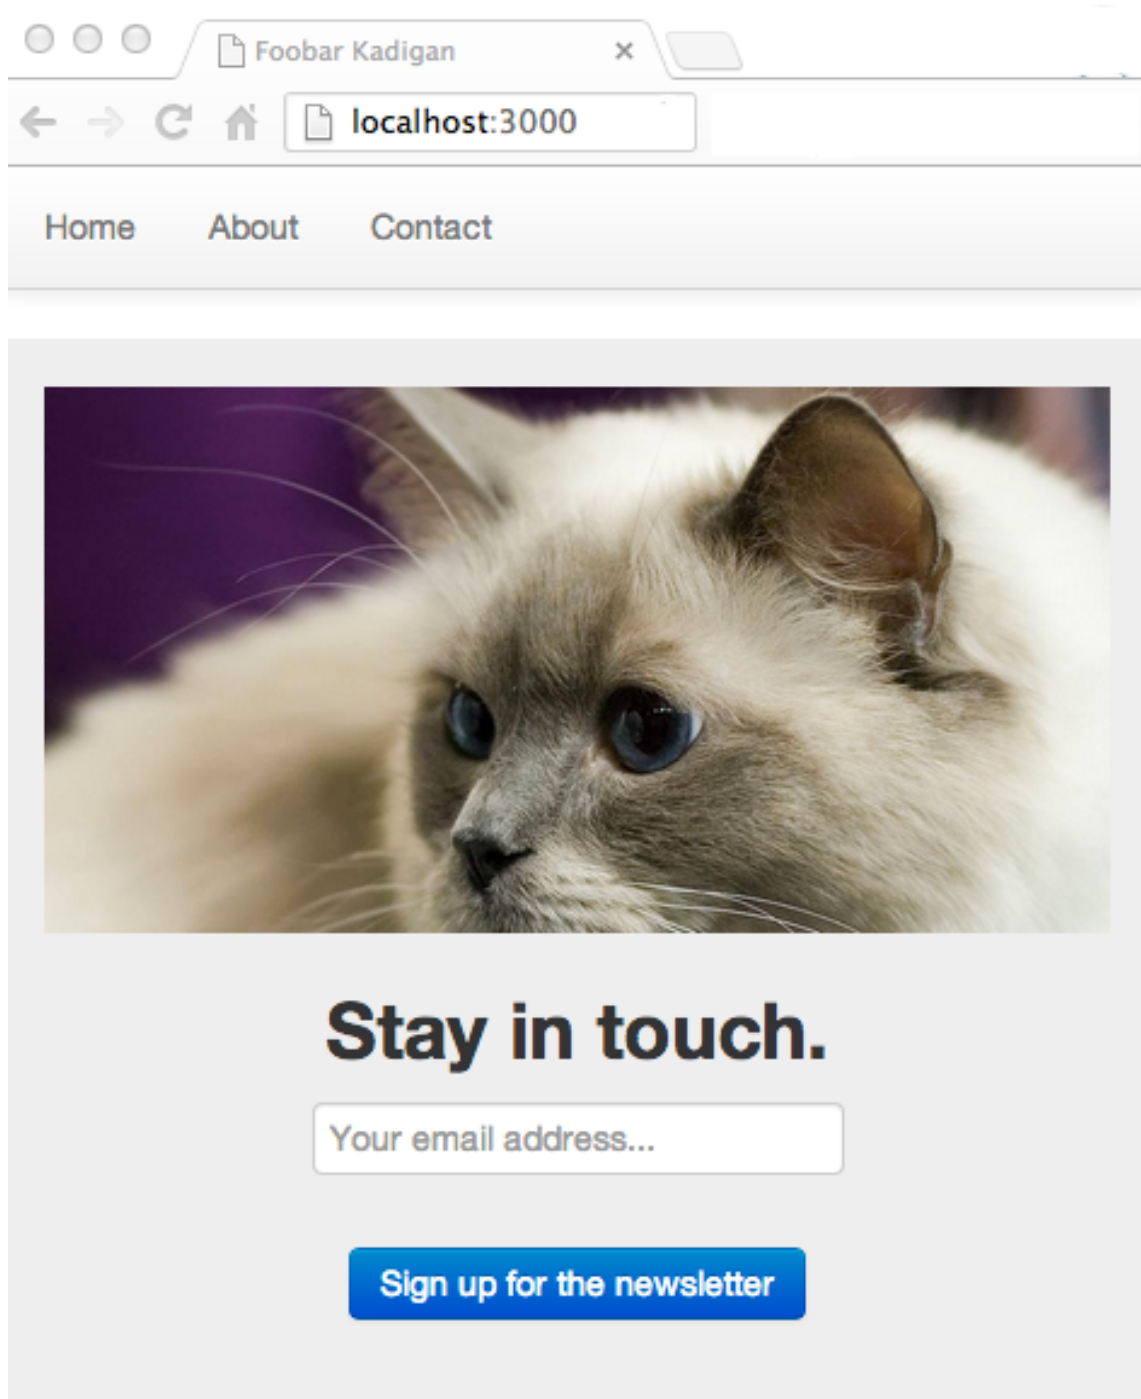 Foobar Kadigan
localhost:3000
Home About Contact
Stay in touch.
Your email address...
Sign up for the newsletter